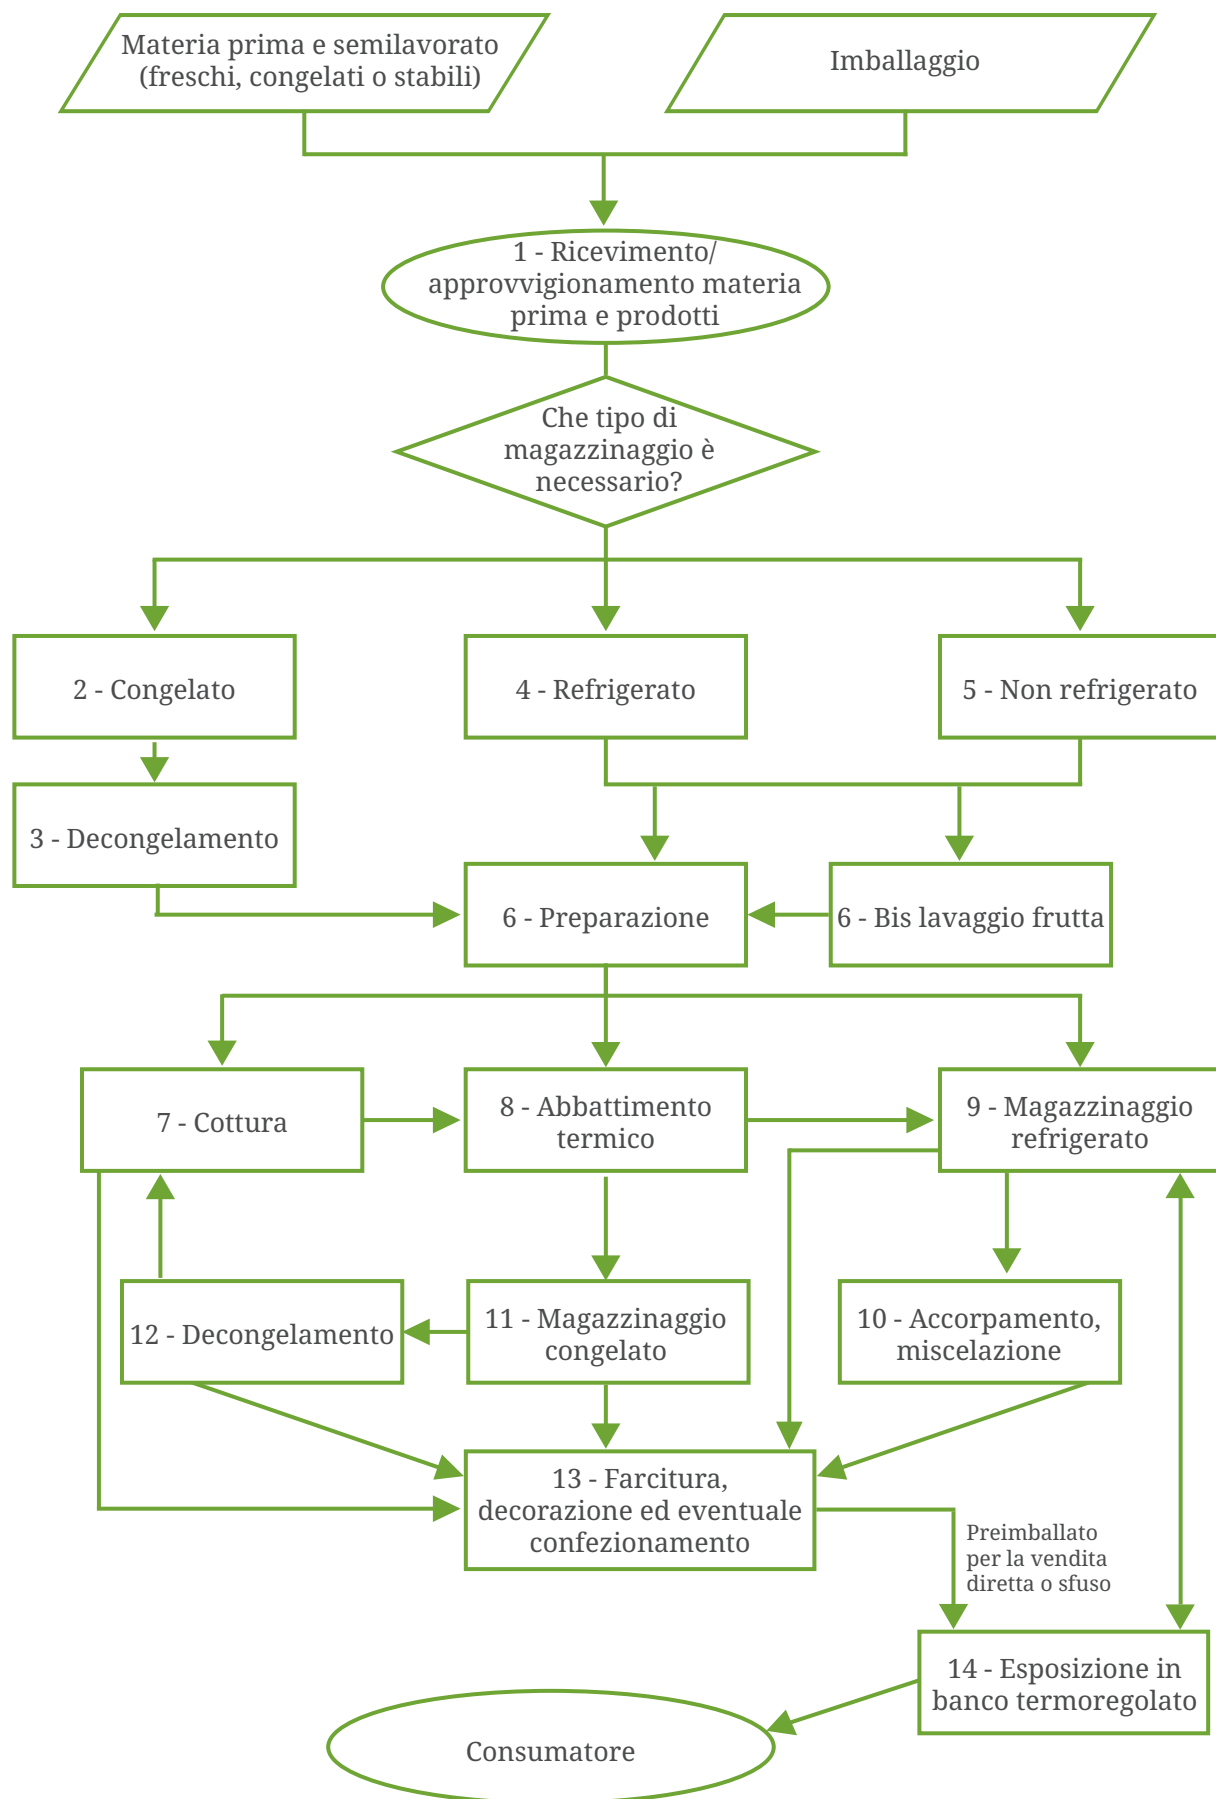 Materia prima e semilavorato
(freschi, congelati o stabili)
Imballaggio
1 - Ricevimento/
approvvigionamento materia
prima e prodotti
Che tipo di
magazzinaggio è
necessario?
2 - Congelato
4 - Refrigerato
5 - Non refrigerato
3 - Decongelamento
6 - Preparazione
6 - Bis lavaggio frutta
7 - Cottura
8 - Abbattimento
termico
9 - Magazzinaggio
refrigerato
12 - Decongelamento
11 - Magazzinaggio
congelato
10 - Accorpamento,
miscelazione
13 - Farcitura,
decorazione ed eventuale
confezionamento
Preimballato
per la vendita
diretta o sfuso
14 - Esposizione in
banco termoregolato
Consumatore